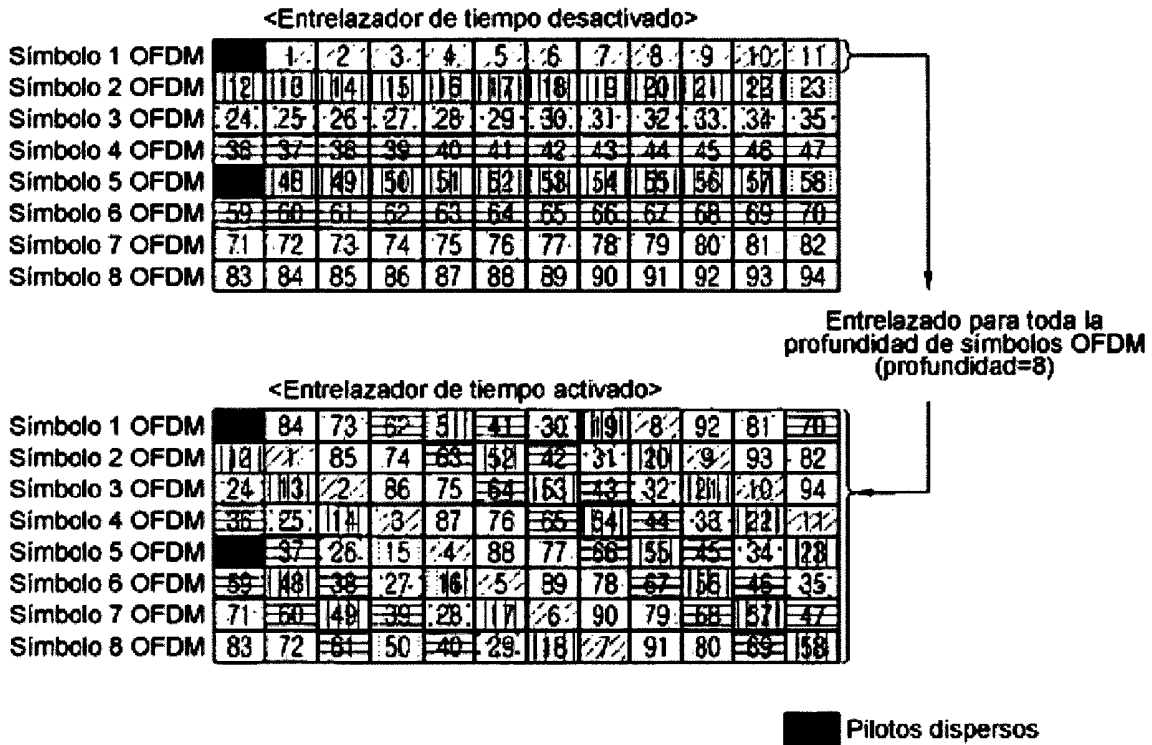 <Entrelazador de tiempo desactivado>
Símbolo 1 OFDM 1 2 3 4 5 6 7 8 9 10 11
Símbolo 2 OFDM 12 13 14 15 16 17 18 19 20 21 22 23
Símbolo 3 OFDM 24 25 26 27 28 29 30 31 32 33 34 35
Símbolo 4 OFDM 36 37 38 39 40 41 42 43 44 45 46 47
Símbolo 5 OFDM 48 49 50 51 52 53 54 55 56 57 58
Símbolo 6 OFDM 59 60 61 62 63 64 65 66 67 68 69 70
Símbolo 7 OFDM 71 72 73 74 75 76 77 78 79 80 81 82
Símbolo 8 OFDM 83 84 85 86 87 88 89 90 91 92 93 94
Entrelazado para toda la
profundidad de símbolos OFDM
(profundidad=8)
<Entrelazador de tiempo activado>
Símbolo 1 OFDM 84 73 62 51 41 30 19 8 92 81 70
Símbolo 2 OFDM 12 1 85 74 63 52 42 31 20 9 93 82
Símbolo 3 OFDM 24 13 2 86 75 64 53 43 32 21 10 94
Símbolo 4 OFDM 36 25 14 3 87 76 65 54 44 33 22 11
Símbolo 5 OFDM 37 26 15 4 88 77 66 55 45 34 23
Símbolo 6 OFDM 59 48 38 27 16 5 89 78 67 56 46 35
Símbolo 7 OFDM 71 60 49 39 28 17 6 90 79 68 57 47
Símbolo 8 OFDM 83 72 61 50 40 29 18 7 91 80 69 58
Pilotos dispersos